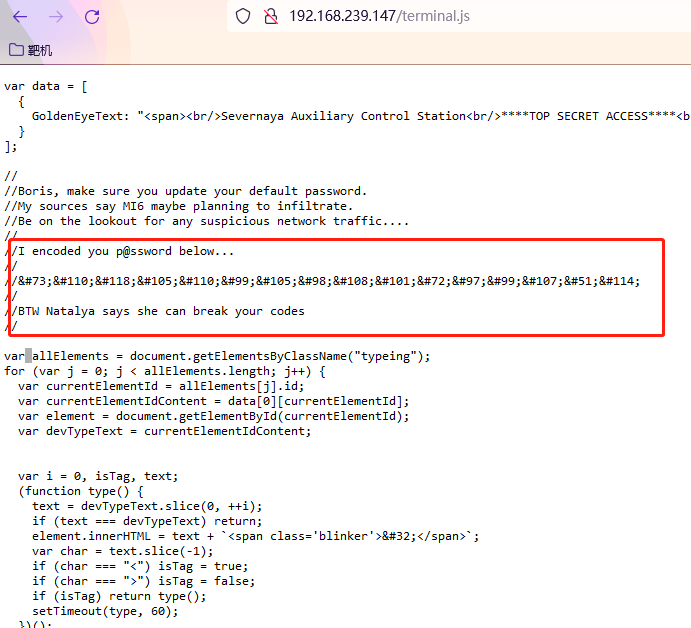 192.168.239.147/terminal.js
靶机
var data = [
  {
    GoldenEyeText: "<span><br/>Severnaya Auxiliary Control Station<br/>****TOP SECRET ACCESS****<b
  }
];
//
//Boris, make sure you update your default password.
//My sources say MI6 maybe planning to infiltrate.
//Be on the lookout for any suspicious network traffic....
//
//I encoded you p@ssword below...
//
//&#73;&#110;&#118;&#105;&#110;&#99;&#105;&#98;&#108;&#101;&#72;&#97;&#99;&#107;&#51;&#114;
//
//BTW Natalya says she can break your codes
//
var allElements = document.getElementsByClassName("typeing");
for (var j = 0; j < allElements.length; j++) {
  var currentElementId = allElements[j].id;
  var currentElementIdContent = data[0][currentElementId];
  var element = document.getElementById(currentElementId);
  var devTypeText = currentElementIdContent;
  var i = 0, isTag, text;
  (function type() {
    text = devTypeText.slice(0, ++i);
    if (text === devTypeText) return;
    element.innerHTML = text + `<span class='blinker'>&#32;</span>`;
    var char = text.slice(-1);
    if (char === "<") isTag = true;
    if (char === ">") isTag = false;
    if (isTag) return type();
    setTimeout(type, 60);
  })();